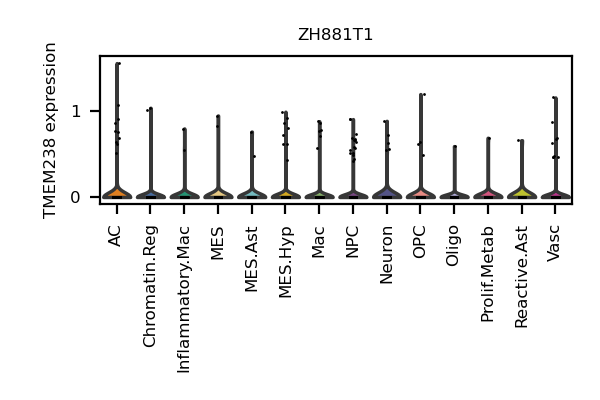 ZH881T1
TMEM238 expression
1
0
AC
Chromatin.Reg
Inflammatory.Mac
MES
MES.Ast
MES.Hyp
Mac
NPC
Neuron
OPC
Oligo
Prolif.Metab
Reactive.Ast
Vasc